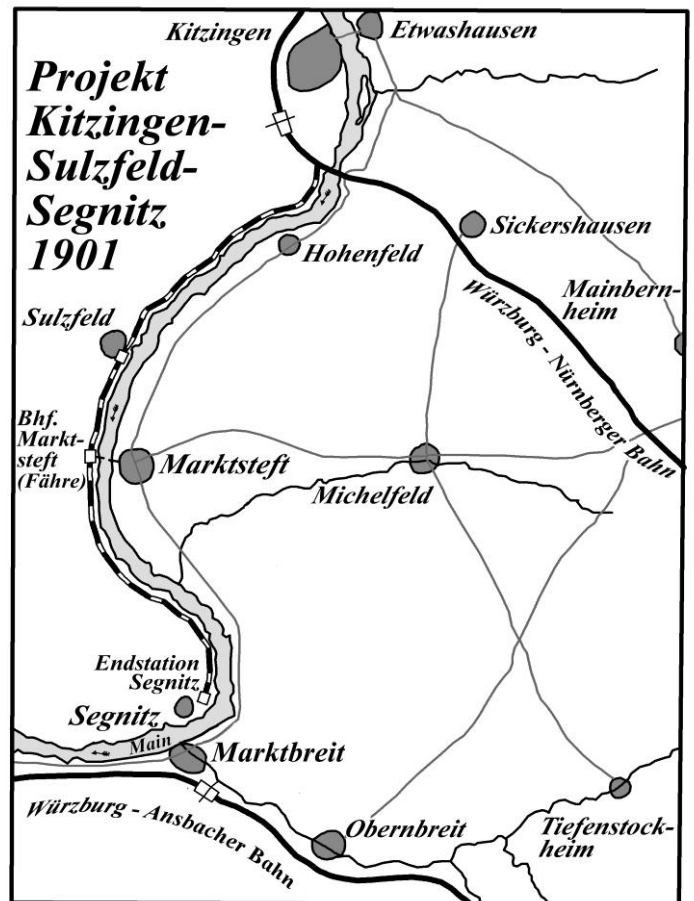 Kitzingen
Etwashausen
Projekt
Kitzingen-
Sulzfeld-
Segnitz
1901
Sickershausen
Hohenfeld
Mainbern-
heim
Sulzfeld
Würzburg - Nürnberger Bahn
Bhf.
Markt-
steft
(Fähre)
Marktsteft
Michelfeld
Endstation
Segnitz
Segnitz
Main
Marktbreit
Würzburg - Ansbacher Bahn
Obernbreit
Tiefenstock-
heim